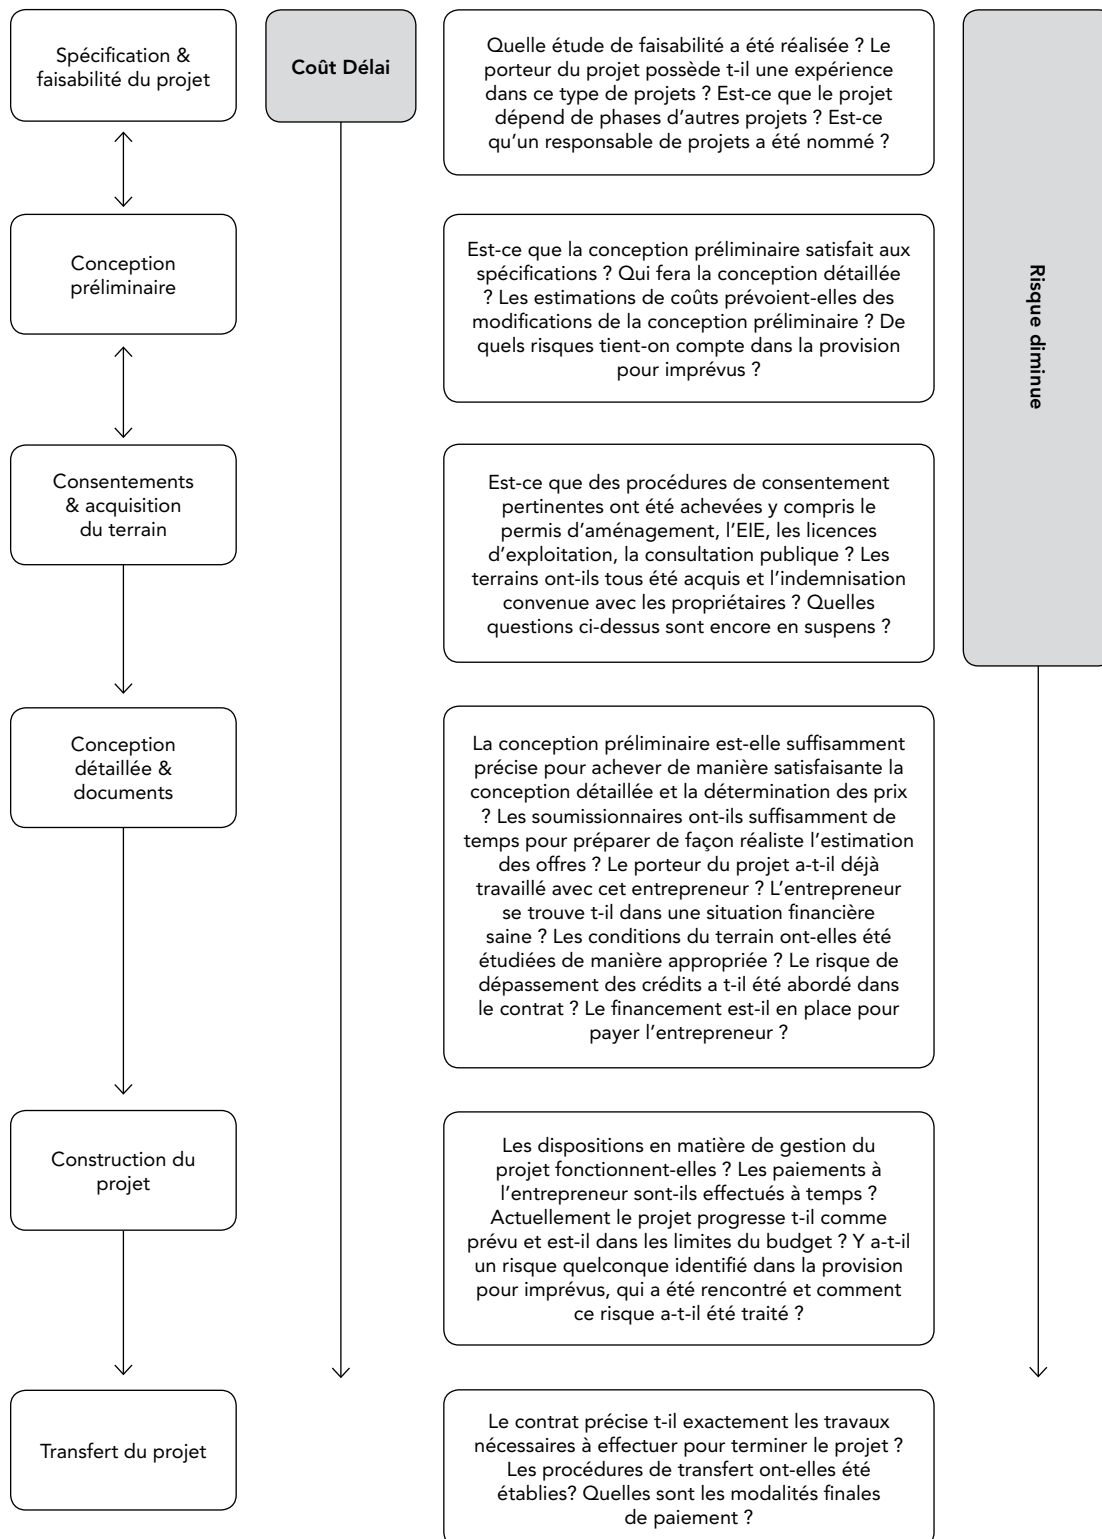 Spécification &
faisabilité du projet
Coût Délai
Quelle étude de faisabilité a été réalisée ? Le
porteur du projet possède t-il une expérience
dans ce type de projets ? Est-ce que le projet
dépend de phases d’autres projets ? Est-ce
qu’un responsable de projets a été nommé ?
Risque diminue
Conception
préliminaire
Est-ce que la conception préliminaire satisfait aux
spécifications ? Qui fera la conception détaillée
? Les estimations de coûts prévoient-elles des
modifications de la conception préliminaire ? De
quels risques tient-on compte dans la provision
pour imprévus ?
Consentements
& acquisition
du terrain
Est-ce que des procédures de consentement
pertinentes ont été achevées y compris le
permis d’aménagement, l’EIE, les licences
d’exploitation, la consultation publique ? Les
terrains ont-ils tous été acquis et l’indemnisation
convenue avec les propriétaires ? Quelles
questions ci-dessus sont encore en suspens ?
Conception
détaillée &
documents
La conception préliminaire est-elle suffisamment
précise pour achever de manière satisfaisante la
conception détaillée et la détermination des prix
? Les soumissionnaires ont-ils suffisamment de
temps pour préparer de façon réaliste l’estimation
des offres ? Le porteur du projet a-t-il déjà
travaillé avec cet entrepreneur ? L’entrepreneur
se trouve t-il dans une situation financière
saine ? Les conditions du terrain ont-elles été
étudiées de manière appropriée ? Le risque de
dépassement des crédits a t-il été abordé dans
le contrat ? Le financement est-il en place pour
payer l’entrepreneur ?
Construction du
projet
Les dispositions en matière de gestion du
projet fonctionnent-elles ? Les paiements à
l’entrepreneur sont-ils effectués à temps ?
Actuellement le projet progresse t-il comme
prévu et est-il dans les limites du budget ? Y a-t-il
un risque quelconque identifié dans la provision
pour imprévus, qui a été rencontré et comment
ce risque a-t-il été traité ?
Transfert du projet
Le contrat précise t-il exactement les travaux
nécessaires à effectuer pour terminer le projet ?
Les procédures de transfert ont-elles été
établies? Quelles sont les modalités finales
de paiement ?